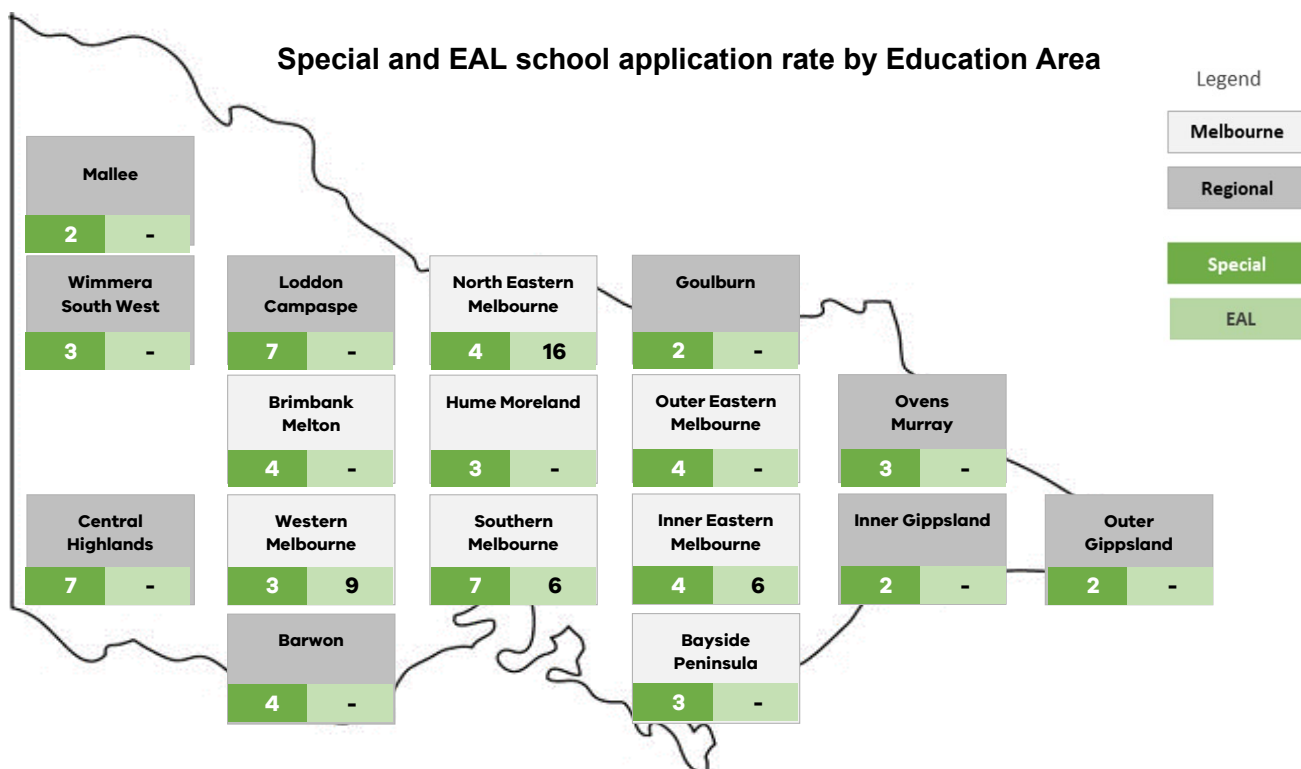 Special and EAL school application rate by Education Area
Legend
Melbourne
Regional
Special
EAL
Mallee
2 -
Wimmera
South West
3 -
Loddon
Campaspe
7 -
North Eastern
Melbourne
4 16
Goulburn
2 -
Brimbank
Melton
4 -
Hume Moreland
3 -
Outer Eastern
Melbourne
4 -
Ovens
Murray
3 -
Central
Highlands
7 -
Western
Melbourne
3 9
Southern
Melbourne
7 6
Inner Eastern
Melbourne
4 6
Inner Gippsland
2 -
Outer
Gippsland
2 -
Barwon
4 -
Bayside
Peninsula
3 -